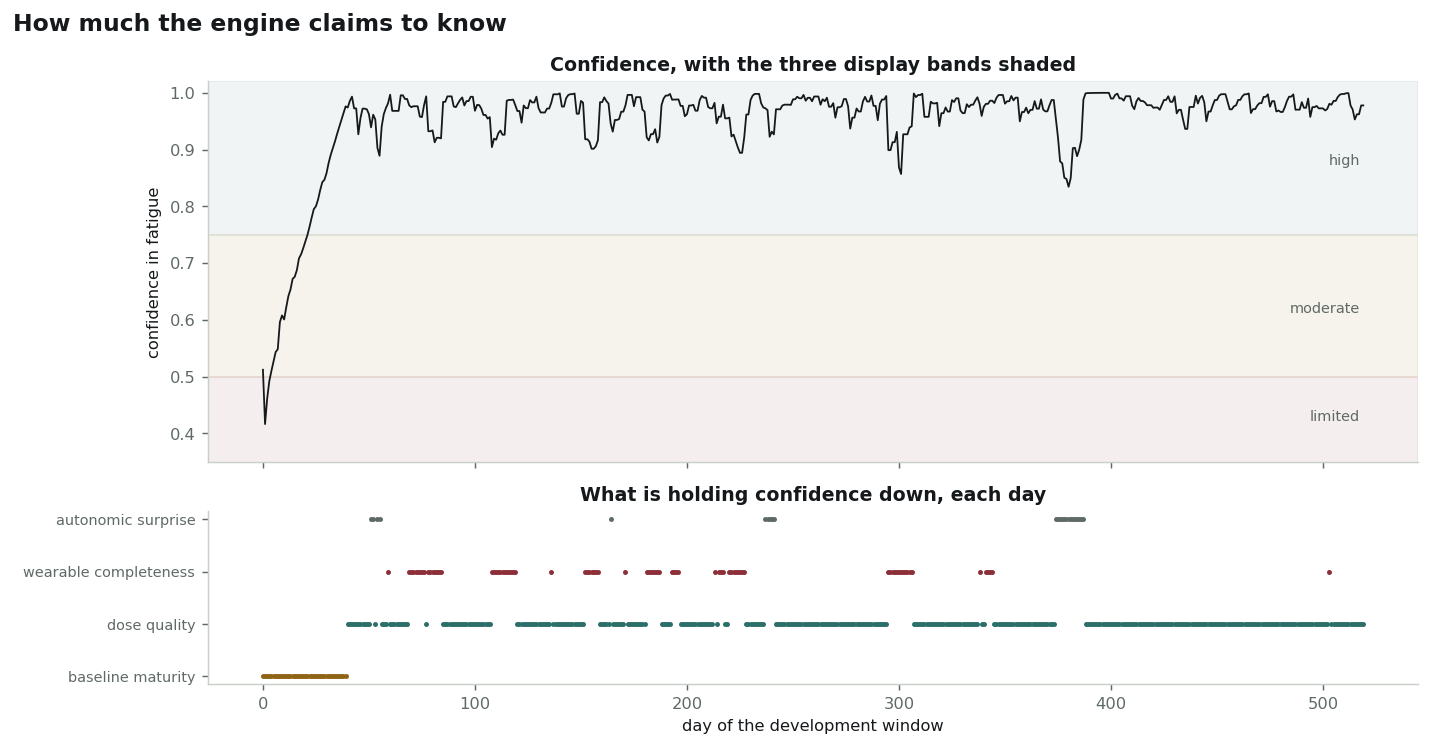 How much the engine claims to know
Confidence, with the three display bands shaded
confidence in fatigue
1.0
0.9
0.8
0.7
0.6
0.5
0.4
high
moderate
limited
What is holding confidence down, each day
autonomic surprise
wearable completeness
dose quality
baseline maturity
0 100 200 300 400 500
day of the development window